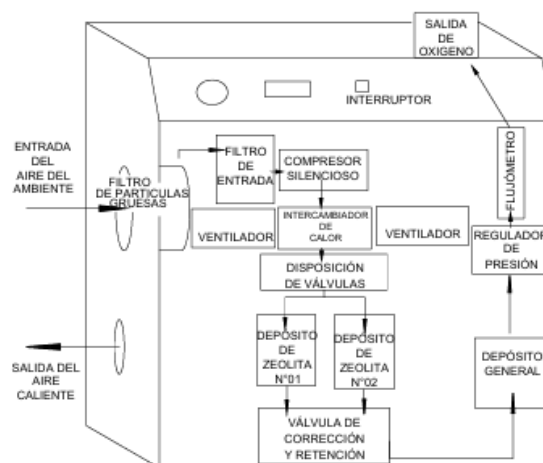 SALIDA
DE
OXIGENO
INTERRUPTOR
ENTRADA
DEL
AIRE DEL
AMBIENTE
FILTRO
DE PARTICULAS
GRUESAS
FILTRO
DE
ENTRADA
COMPRESOR
SILENCIOSO
FLUJÓMETRO
VENTILADOR
INTERCAMBIADOR
DE
CALOR
VENTILADOR
REGULADOR
DE
PRESIÓN
DISPOSICIÓN
DE VÁLVULAS
SALIDA DEL
AIRE
CALIENTE
DEPÓSITO
DE
ZEOLITA
N°01
DEPÓSITO
DE
ZEOLITA
N°02
DEPÓSITO
GENERAL
VÁLVULA DE
CORRECCIÓN
Y RETENCIÓN